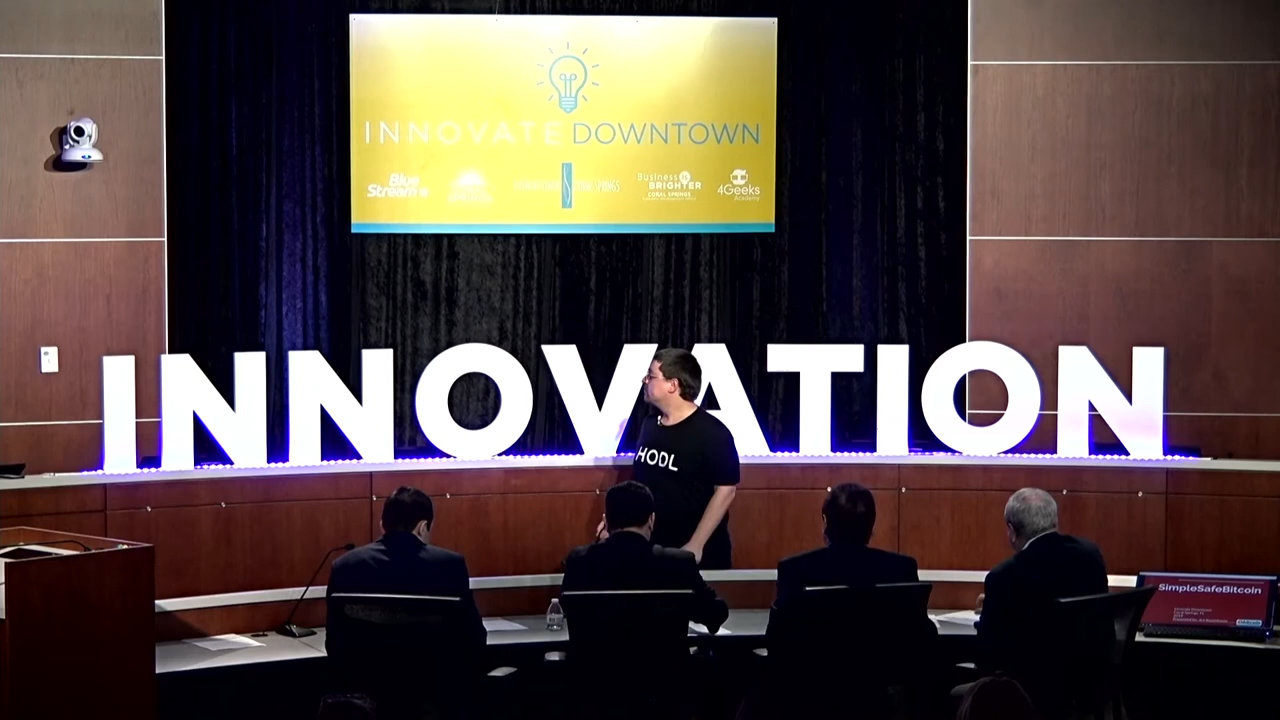 INNOVATE DOWNTOWN
Blue
Stream
Business is
BRIGHTER
CORAL SPRINGS
4Geeks
Academy
INNOVATION
HODL
SimpleSafeBitcoin